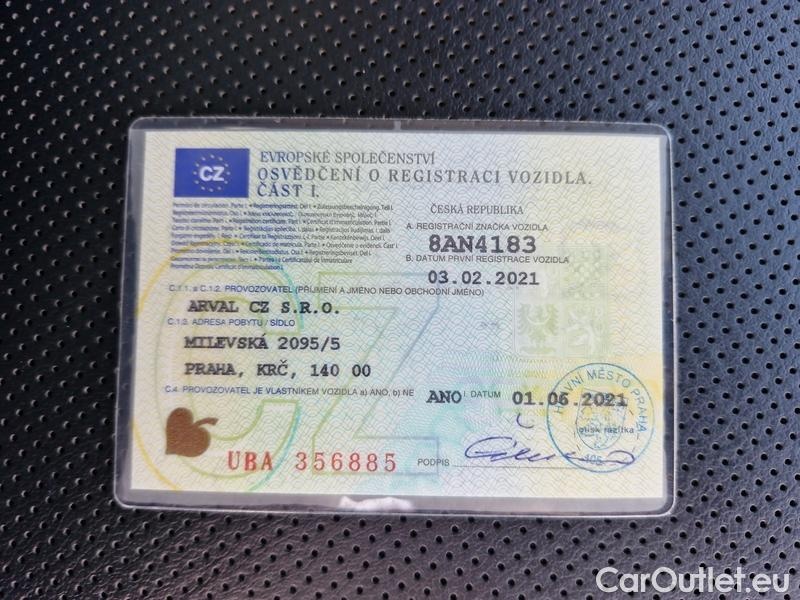 CZ
EVROPSKÉ SPOLEČENSTVÍ
OSVĚDČENÍ O REGISTRACI VOZIDLA.
ČÁST I.
ČESKÁ REPUBLIKA
A. REGISTRAČNÍ ZNAČKA VOZIDLA
8AN4183
B. DATUM PRVNÍ REGISTRACE VOZIDLA
03.02.2021
C.1.1. a C.1.2. PROVOZOVATEL (PŘÍJMENÍ A JMÉNO NEBO OBCHODNÍ JMÉNO)
ARVAL CZ S.R.O.
C.1.3. ADRESA POBYTU / SÍDLO
MILEVSKÁ 2095/5
PRAHA, KRČ, 140 00
C.4. PROVOZOVATEL JE VLASTNÍKEM VOZIDLA a) ANO, b) NE
ANO
I. DATUM
01.06.2021
HLAVNÍ MĚSTO PRAHA
otisk razítka
406
UBA 356885
PODPIS
CarOutlet.eu